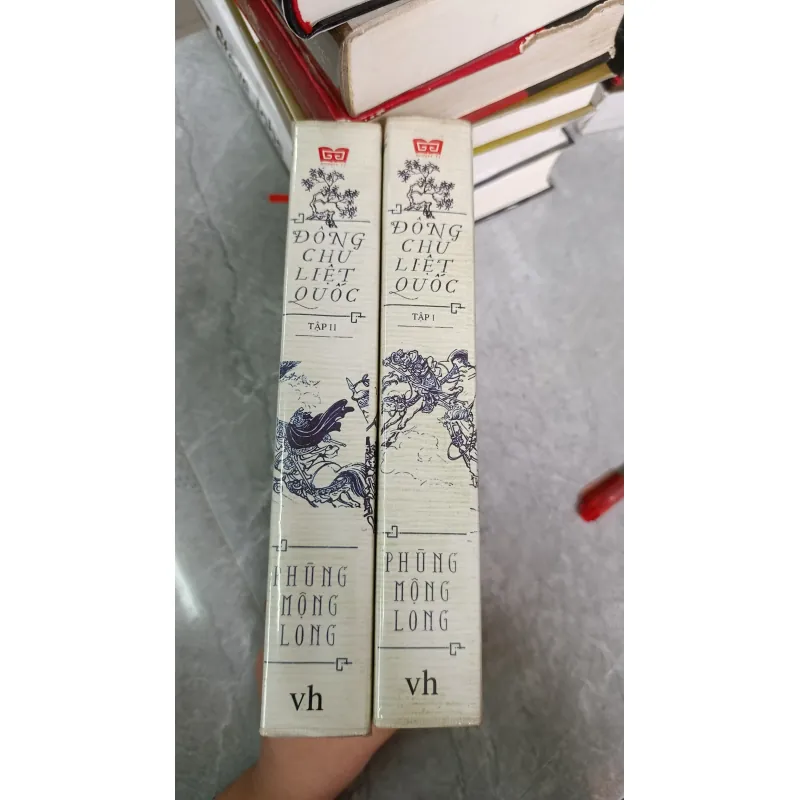 ĐÔNG
CHU
LIỆT
QUỐC
TẬP II
PHÙNG
MỘNG
LONG
vh
ĐÔNG
CHU
LIỆT
QUỐC
TẬP I
PHÙNG
MỘNG
LONG
vh